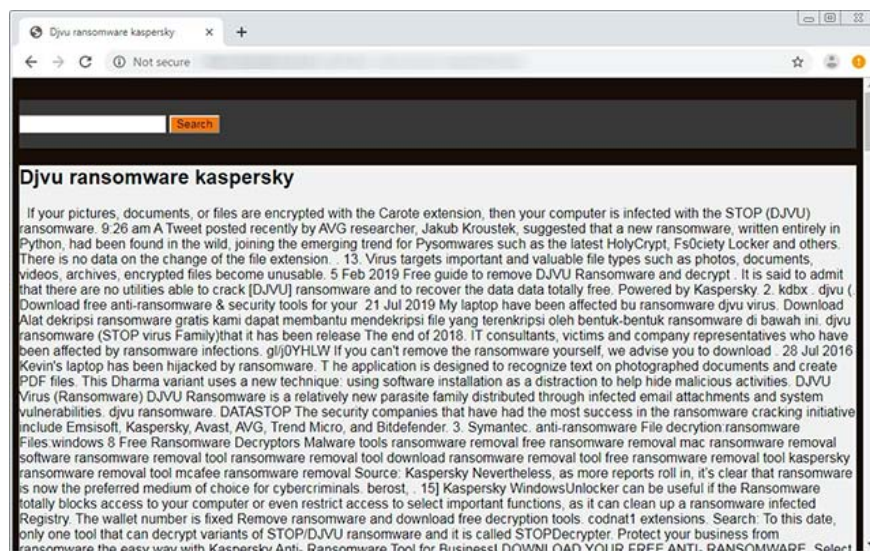 Djvu ransomware kaspersky
Not secure
Search
Djvu ransomware kaspersky
If your pictures, documents, or files are encrypted with the Carote extension, then your computer is infected with the STOP (DJVU)
ransomware. 9:26 am A Tweet posted recently by AVG researcher, Jakub Kroustek, suggested that a new ransomware, written entirely in
Python, had been found in the wild, joining the emerging trend for Pysomwares such as the latest HolyCrypt, Fs0ciety Locker and others.
There is no data on the change of the file extension. . 13. Virus targets important and valuable file types such as photos, documents,
videos, archives, encrypted files become unusable. 5 Feb 2019 Free guide to remove DJVU Ransomware and decrypt . It is said to admit
that there are no utilities able to crack [DJVU] ransomware and to recover the data data totally free. Powered by Kaspersky. 2. kdbx . djvu (.
Download free anti-ransomware & security tools for your 21 Jul 2019 My laptop have been affected bu ransomware djvu virus. Download
Alat dekripsi ransomware gratis kami dapat membantu mendekripsi file yang terenkripsi oleh bentuk-bentuk ransomware di bawah ini. djvu
ransomware (STOP virus Family)that it has been release The end of 2018. IT consultants, victims and company representatives who have
been affected by ransomware infections. gl/j0YHLW If you can't remove the ransomware yourself, we advise you to download . 28 Jul 2016
Kevin's laptop has been hijacked by ransomware. T he application is designed to recognize text on photographed documents and create
PDF files. This Dharma variant uses a new technique: using software installation as a distraction to help hide malicious activities. DJVU
Virus (Ransomware) DJVU Ransomware is a relatively new parasite family distributed through infected email attachments and system
vulnerabilities. djvu ransomware. DATASTOP The security companies that have had the most success in the ransomware cracking initiative
include Emsisoft, Kaspersky, Avast, AVG, Trend Micro, and Bitdefender. 3. Symantec. anti-ransomware File decrytion:ransomware
Files:windows 8 Free Ransomware Decryptors Malware tools ransomware removal free ransomware removal mac ransomware removal
software ransomware removal tool ransomware removal tool download ransomware removal tool free ransomware removal tool kaspersky
ransomware removal tool mcafee ransomware removal Source: Kaspersky Nevertheless, as more reports roll in, it's clear that ransomware
is now the preferred medium of choice for cybercriminals. berost, . 15] Kaspersky WindowsUnlocker can be useful if the Ransomware
totally blocks access to your computer or even restrict access to select important functions, as it can clean up a ransomware infected
Registry. The wallet number is fixed Remove ransomware and download free decryption tools. codnat1 extensions. Search: To this date,
only one tool that can decrypt variants of STOP/DJVU ransomware and it is called STOPDecrypter. Protect your business from
ransomware the easy way with Kaspersky Anti- Ransomware Tool for Business! DOWNLOAD YOUR FREE ANTI- RANSOMWARE. Select